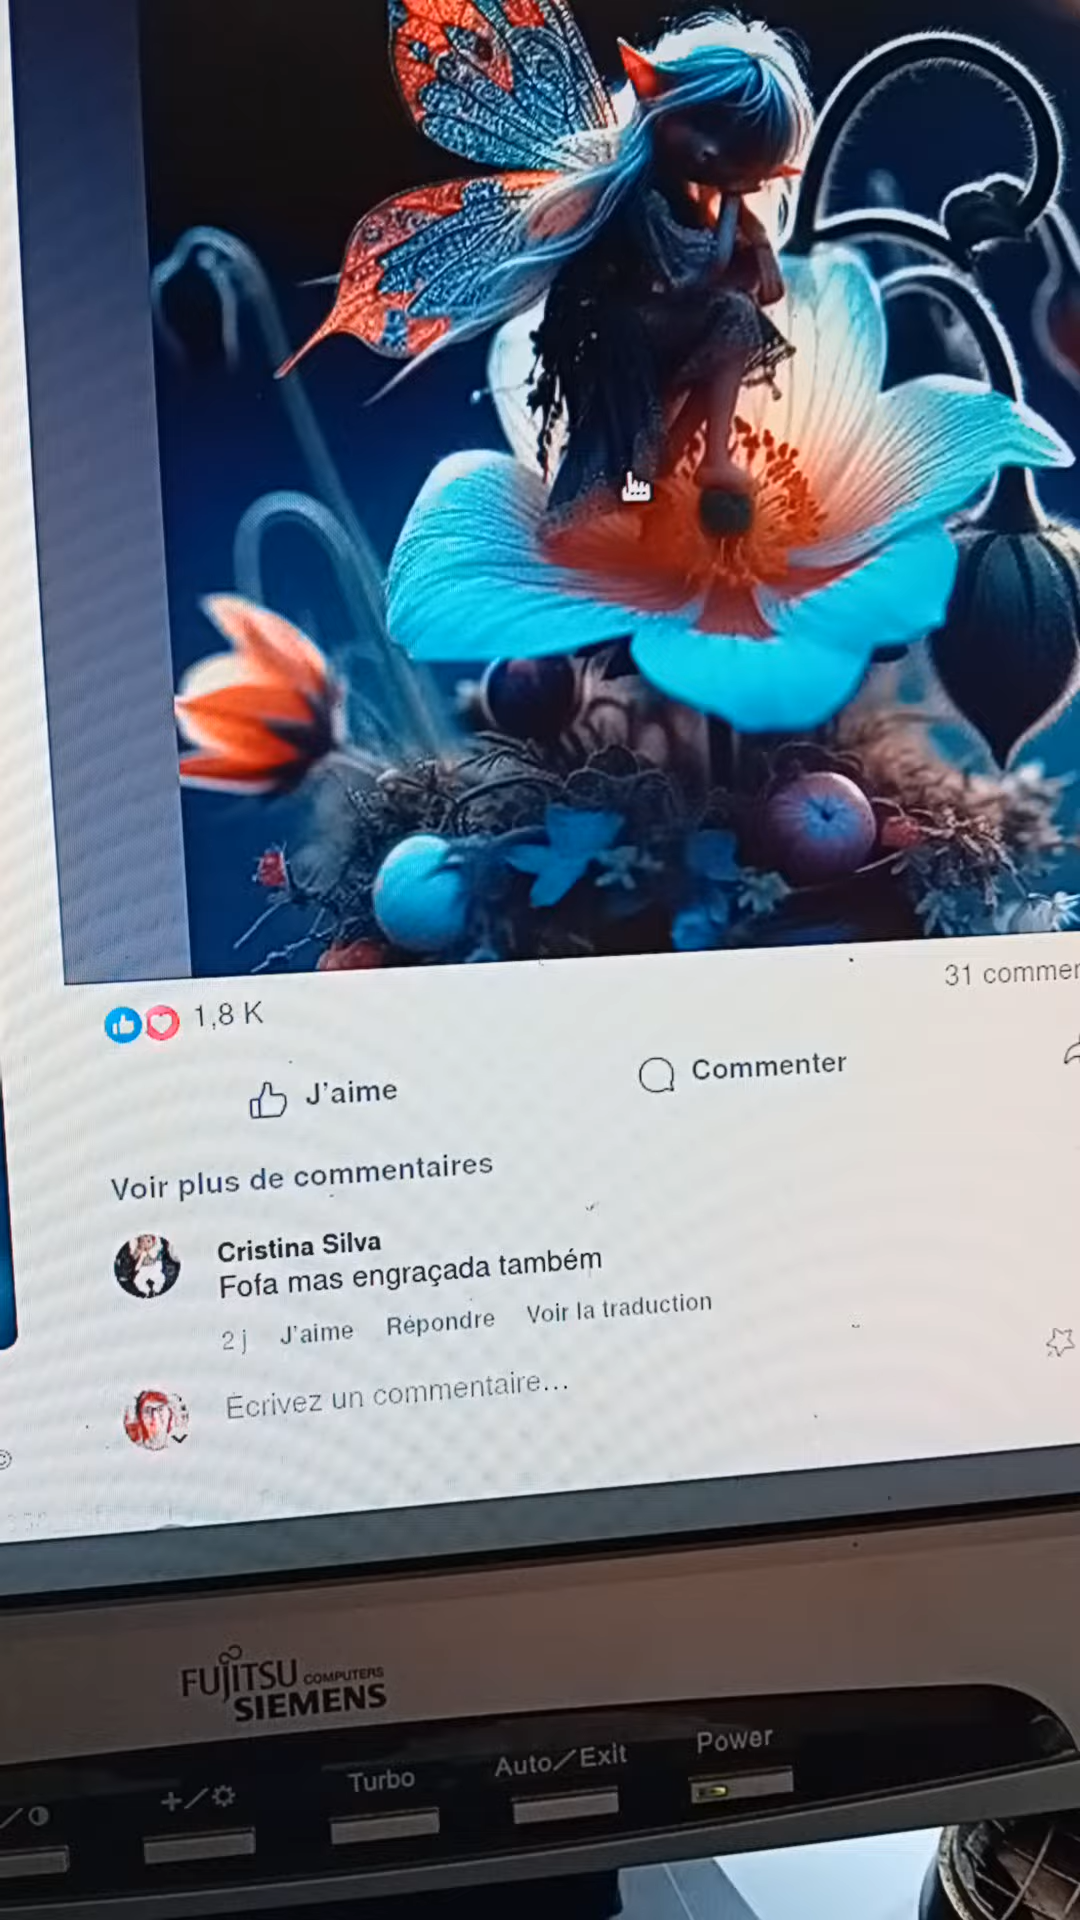 1,8 K
31 commen
J'aime
Commenter
Voir plus de commentaires
Cristina Silva
Fofa mas engraçada também
2 j J'aime Répondre Voir la traduction
Écrivez un commentaire...
FUJITSU COMPUTERS
SIEMENS
+/ Turbo Auto/Exit Power